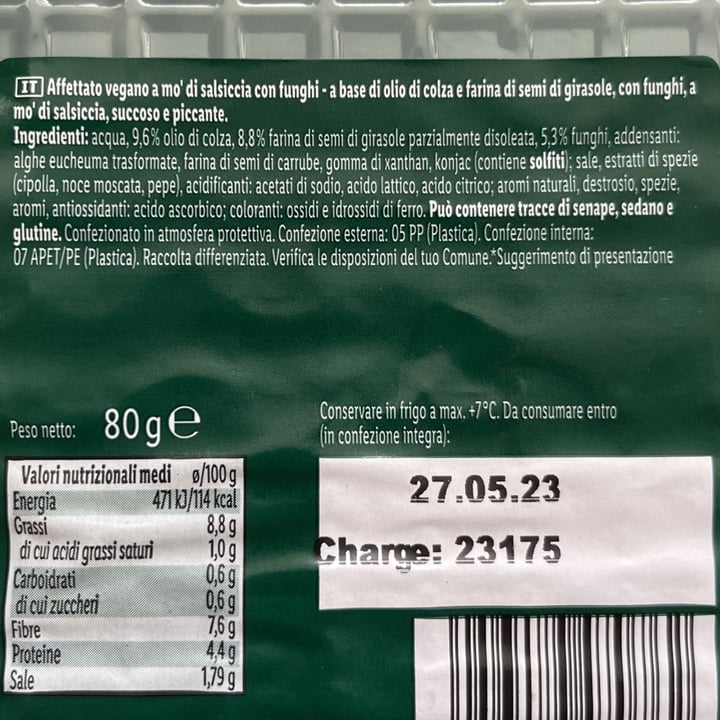 IT Affettato vegano a mo' di salsiccia con funghi - a base di olio di colza e farina di semi di girasole, con funghi, a
mo' di salsiccia, succoso e piccante.
Ingredienti: acqua, 9,6% olio di colza, 8,8% farina di semi di girasole parzialmente disoleata, 5,3% funghi, addensanti:
alghe eucheuma trasformate, farina di semi di carrube, gomma di xanthan, konjac (contiene solfiti); sale, estratti di spezie
(cipolla, noce moscata, pepe), acidificanti: acetati di sodio, acido lattico, acido citrico; aromi naturali, destrosio, spezie,
aromi, antiossidanti: acido ascorbico; coloranti: ossidi e idrossidi di ferro. Può contenere tracce di senape, sedano e
glutine. Confezionato in atmosfera protettiva. Confezione esterna: 05 PP (Plastica). Confezione interna:
07 APET/PE (Plastica). Raccolta differenziata. Verifica le disposizioni del tuo Comune.*Suggerimento di presentazione
Peso netto: 80 g e
Conservare in frigo a max. +7°C. Da consumare entro
(in confezione integra):
27.05.23
Charge: 23175
Valori nutrizionali medi ø/100 g
Energia 471 kJ/114 kcal
Grassi 8,8 g
di cui acidi grassi saturi 1,0 g
Carboidrati 0,6 g
di cui zuccheri 0,6 g
Fibre 7,6 g
Proteine 4,4 g
Sale 1,79 g